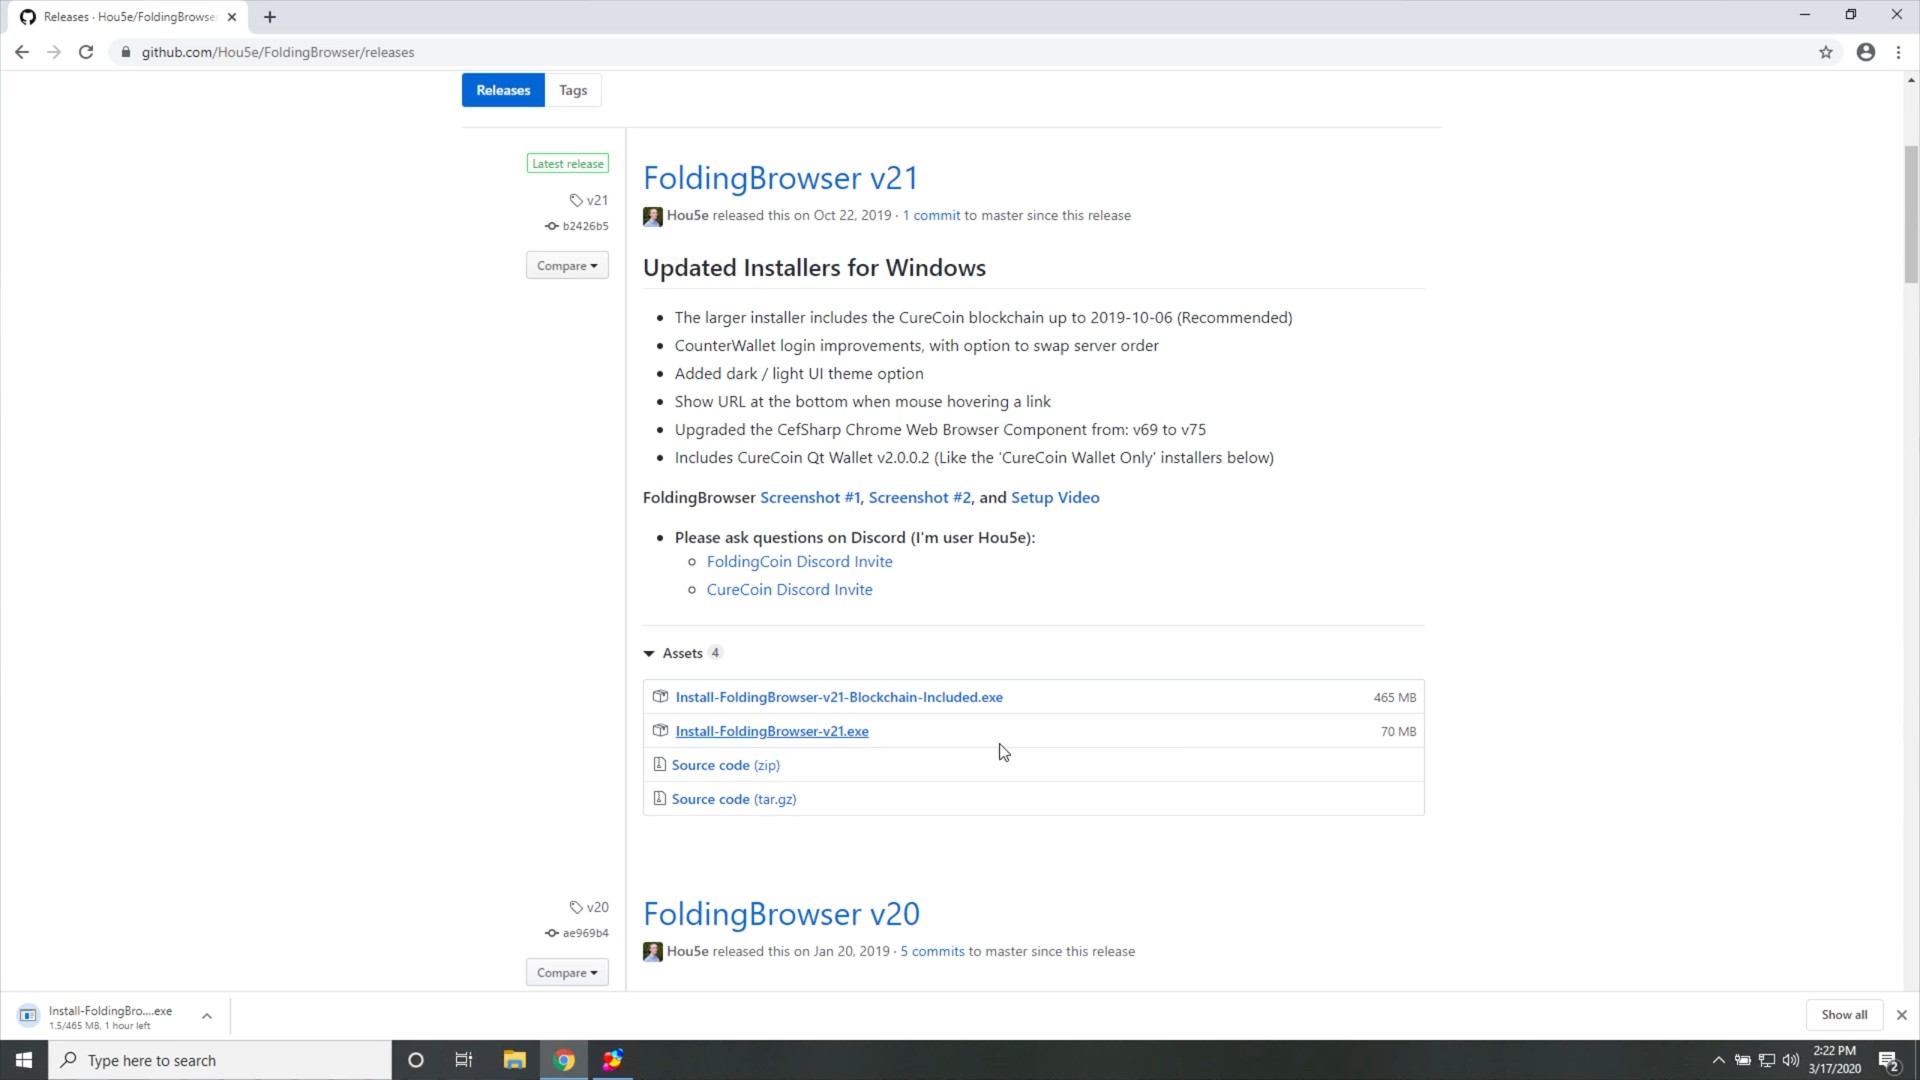 Releases · Hou5e/FoldingBrowse
github.com/Hou5e/FoldingBrowser/releases
Releases Tags
Latest release
v21
b2426b5
Compare
FoldingBrowser v21
Hou5e released this on Oct 22, 2019 · 1 commit to master since this release
Updated Installers for Windows
The larger installer includes the CureCoin blockchain up to 2019-10-06 (Recommended)
CounterWallet login improvements, with option to swap server order
Added dark / light UI theme option
Show URL at the bottom when mouse hovering a link
Upgraded the CefSharp Chrome Web Browser Component from: v69 to v75
Includes CureCoin Qt Wallet v2.0.0.2 (Like the 'CureCoin Wallet Only' installers below)
FoldingBrowser Screenshot #1, Screenshot #2, and Setup Video
Please ask questions on Discord (I'm user Hou5e):
FoldingCoin Discord Invite
CureCoin Discord Invite
Assets 4
Install-FoldingBrowser-v21-Blockchain-Included.exe 465 MB
Install-FoldingBrowser-v21.exe 70 MB
Source code (zip)
Source code (tar.gz)
v20
ae969b4
Compare
FoldingBrowser v20
Hou5e released this on Jan 20, 2019 · 5 commits to master since this release
Install-FoldingBro....exe
1.5/465 MB, 1 hour left
Show all
Type here to search
2:22 PM
3/17/2020
2